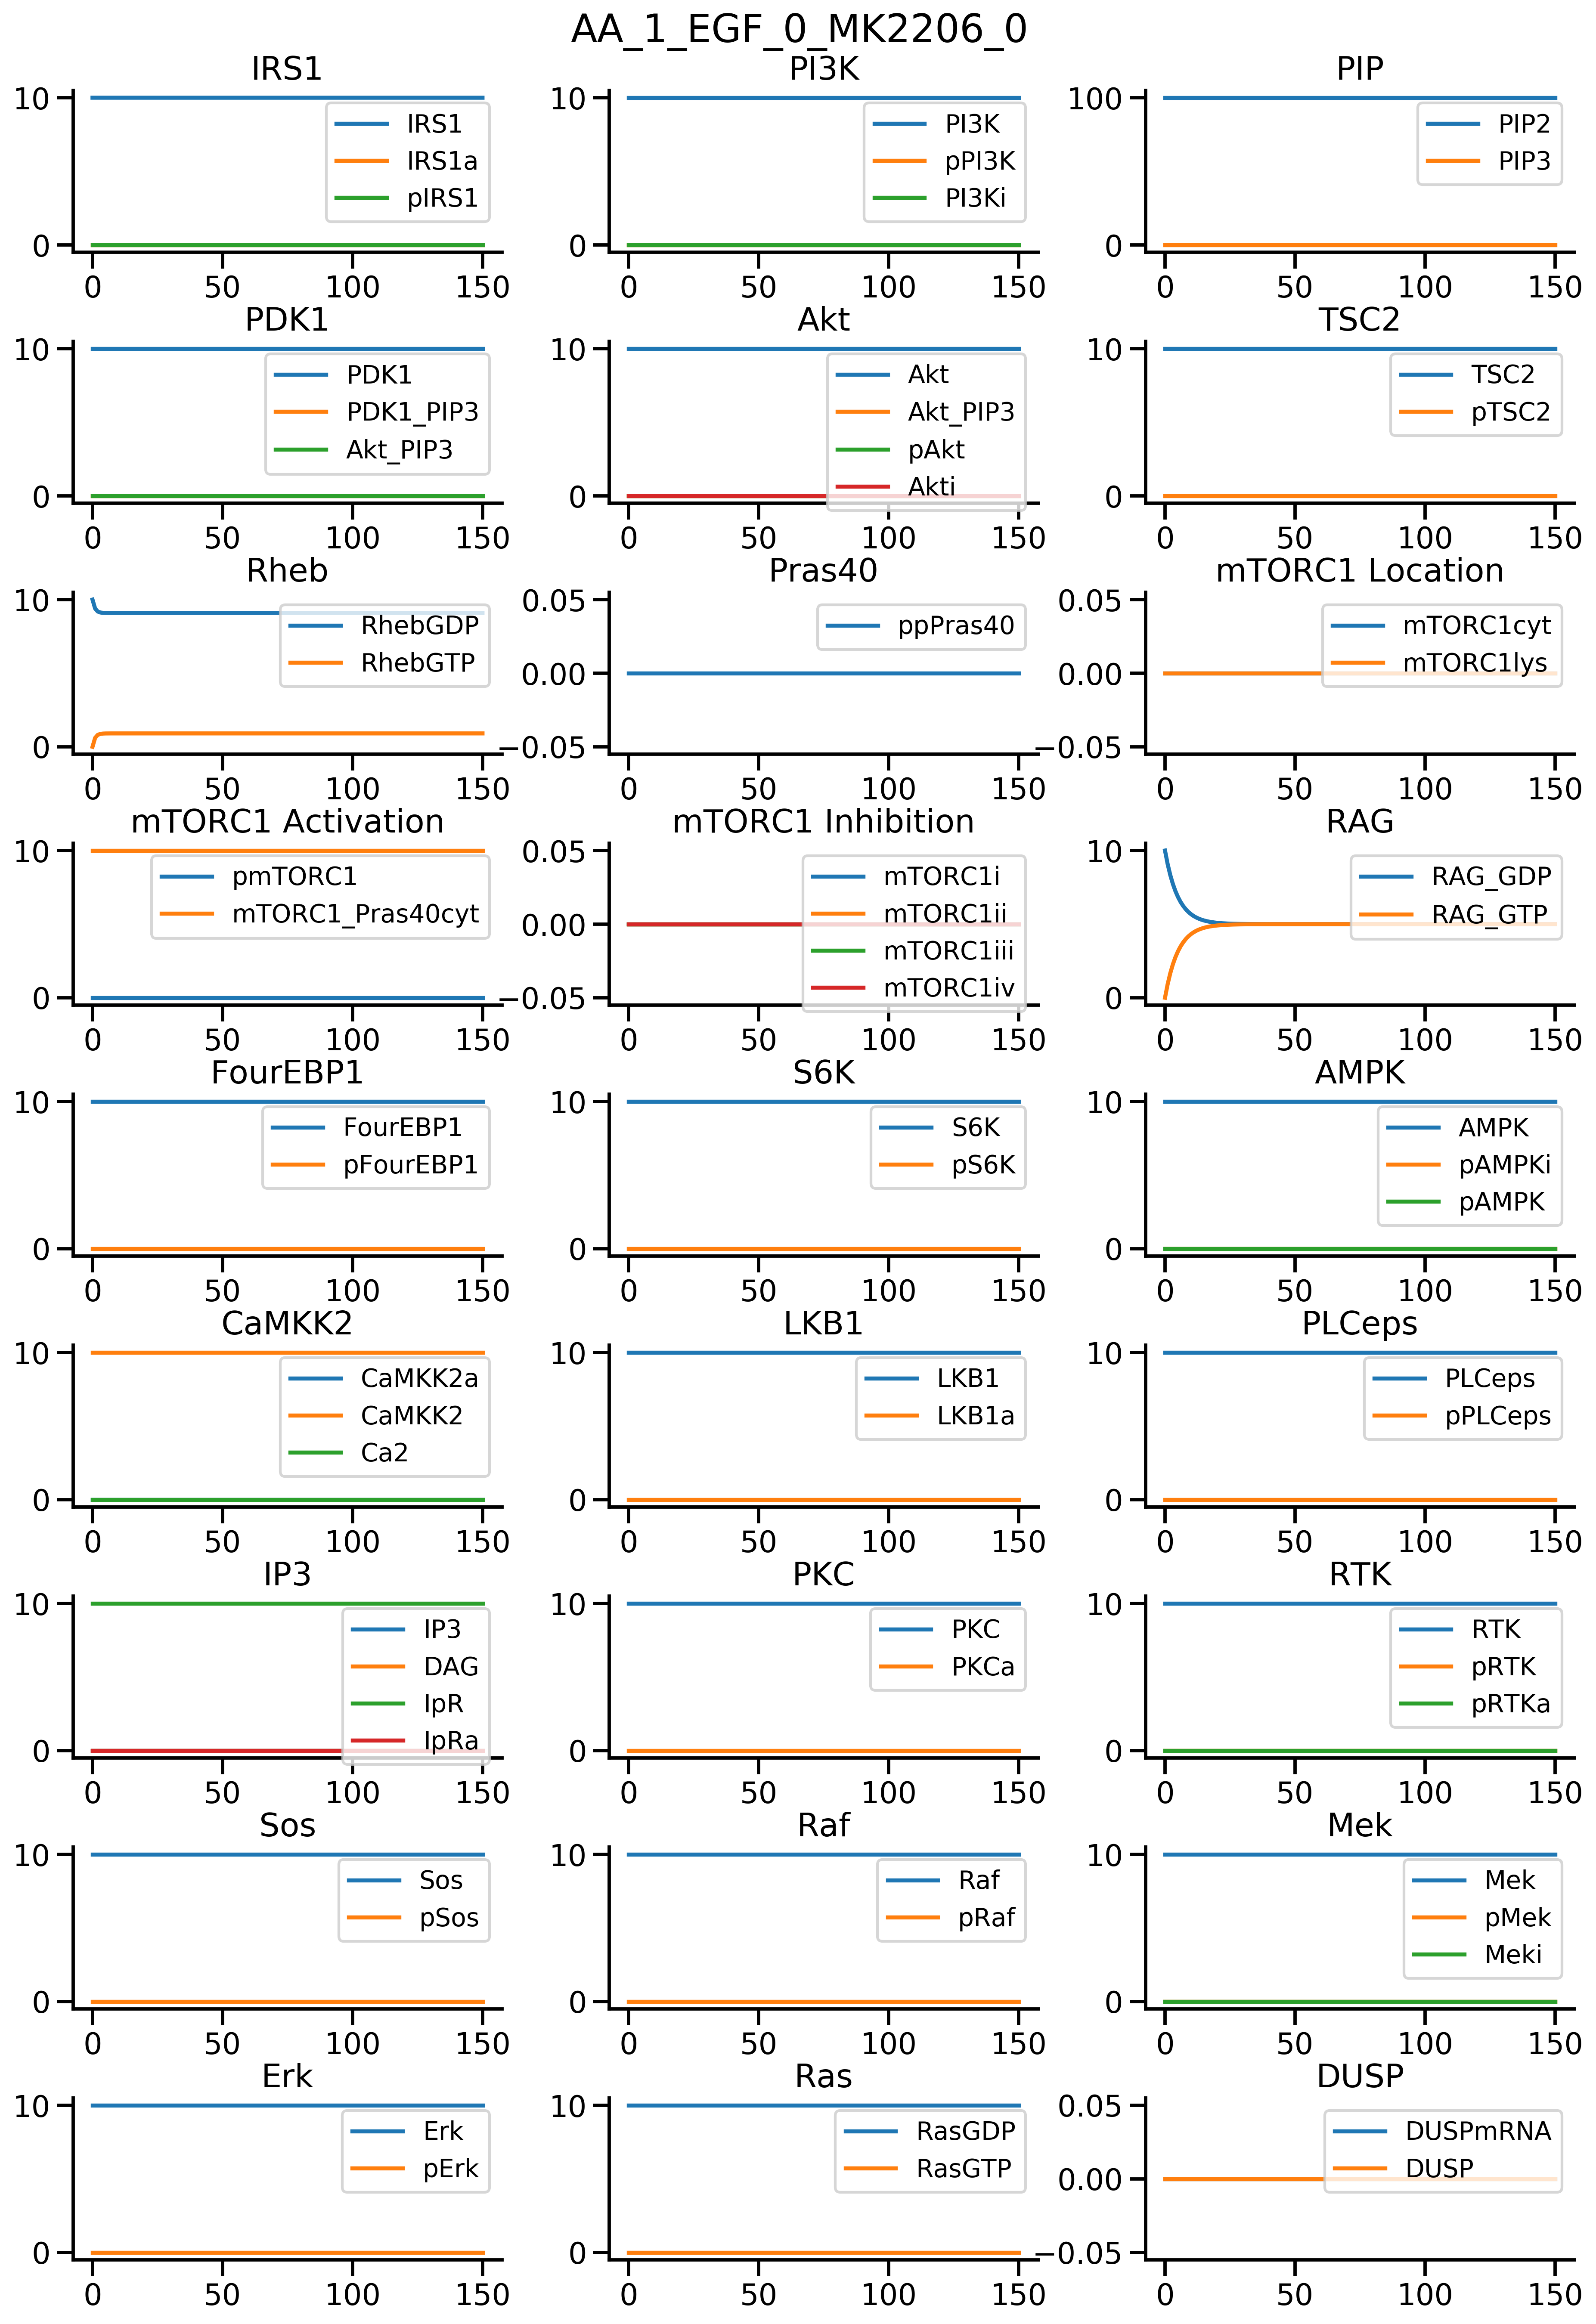 AA_1_EGF_0_MK2206_0
IRS1
10
0
IRS1
IRS1a
pIRS1
0 50 100 150
PI3K
10
0
PI3K
pPI3K
PI3Ki
0 50 100 150
PIP
100
0
PIP2
PIP3
0 50 100 150
PDK1
10
0
PDK1
PDK1_PIP3
Akt_PIP3
0 50 100 150
Akt
10
0
Akt
Akt_PIP3
pAkt
Akti
0 50 100 150
TSC2
10
0
TSC2
pTSC2
0 50 100 150
Rheb
10
0
RhebGDP
RhebGTP
0 50 100 150
Pras40
0.05
0.00
−0.05
ppPras40
0 50 100 150
mTORC1 Location
0.05
0.00
−0.05
mTORC1cyt
mTORC1lys
0 50 100 150
mTORC1 Activation
10
0
pmTORC1
mTORC1_Pras40cyt
0 50 100 150
mTORC1 Inhibition
0.05
0.00
−0.05
mTORC1i
mTORC1ii
mTORC1iii
mTORC1iv
0 50 100 150
RAG
10
0
RAG_GDP
RAG_GTP
0 50 100 150
FourEBP1
10
0
FourEBP1
pFourEBP1
0 50 100 150
S6K
10
0
S6K
pS6K
0 50 100 150
AMPK
10
0
AMPK
pAMPKi
pAMPK
0 50 100 150
CaMKK2
10
0
CaMKK2a
CaMKK2
Ca2
0 50 100 150
LKB1
10
0
LKB1
LKB1a
0 50 100 150
PLCeps
10
0
PLCeps
pPLCeps
0 50 100 150
IP3
10
0
IP3
DAG
IpR
IpRa
0 50 100 150
PKC
10
0
PKC
PKCa
0 50 100 150
RTK
10
0
RTK
pRTK
pRTKa
0 50 100 150
Sos
10
0
Sos
pSos
0 50 100 150
Raf
10
0
Raf
pRaf
0 50 100 150
Mek
10
0
Mek
pMek
Meki
0 50 100 150
Erk
10
0
Erk
pErk
0 50 100 150
Ras
10
0
RasGDP
RasGTP
0 50 100 150
DUSP
0.05
0.00
−0.05
DUSPmRNA
DUSP
0 50 100 150